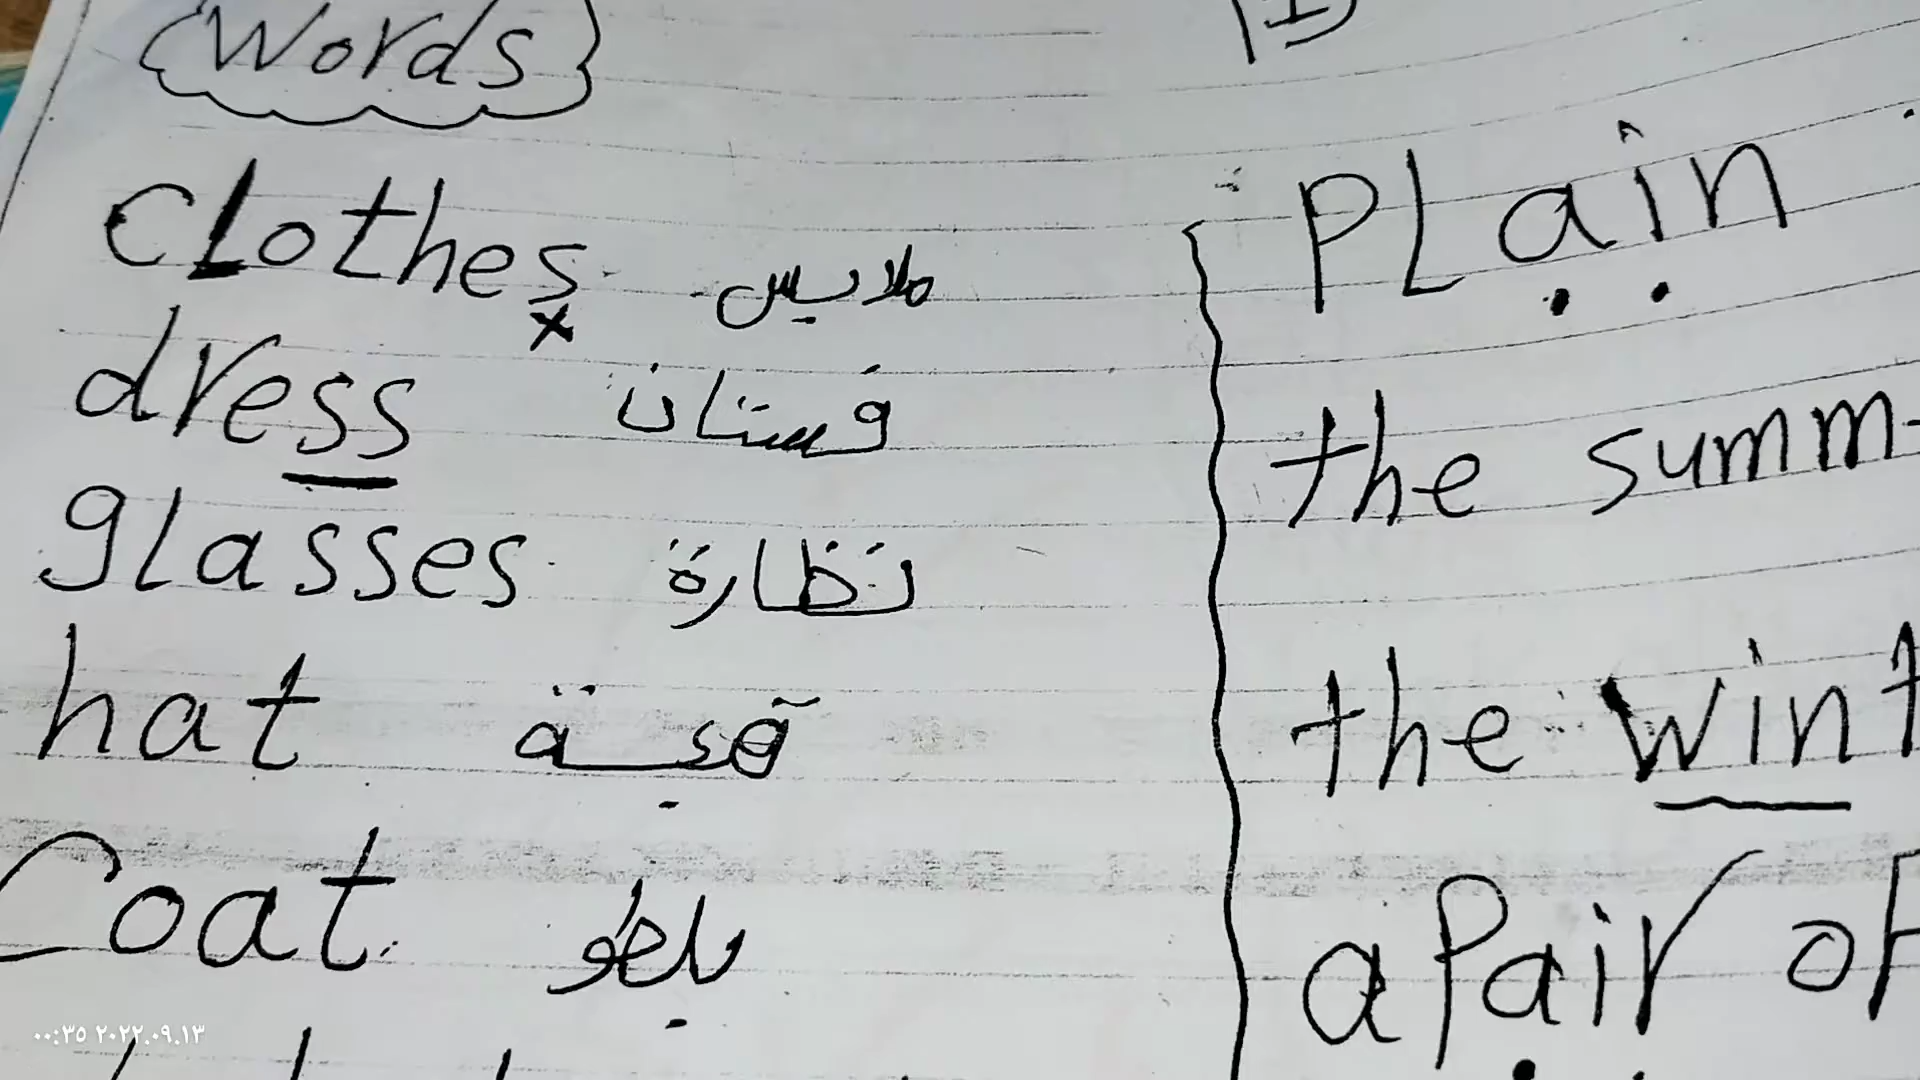 Words
clothes ملابس
dress فستان
glasses نظارة
hat قبعة
Coat بلطو
Plain
the summ
the wint
a Pair of
٠٠:٣٥ ٢٠٢٢.٠٩.١٣